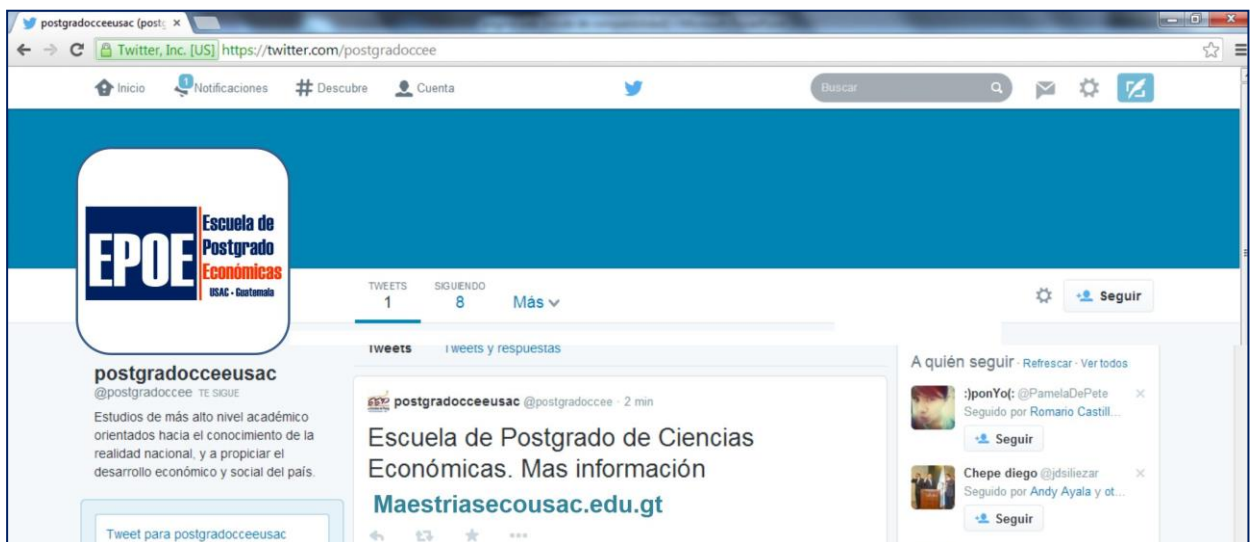 postgradocceeusac (post
Twitter, Inc. [US] https://twitter.com/postgradoccee
Inicio
1
Notificaciones
Descubre
Cuenta
Buscar
EPOE
Escuela de
Postgrado
Económicas
USAC - Guatemala
TWEETS
1
SIGUIENDO
8
Más
Seguir
postgradocceeusac
@postgradoccee TE SIGUE
Estudios de más alto nivel académico
orientados hacia el conocimiento de la
realidad nacional, y a propiciar el
desarrollo económico y social del país.
Tweet para postgradocceeusac
Tweets
Tweets y respuestas
postgradocceeusac @postgradoccee · 2 min
Escuela de Postgrado de Ciencias
Económicas. Mas información
Maestriasecousac.edu.gt
A quién seguir · Refrescar · Ver todos
:)ponYo(: @PamelaDePete
Seguido por Romario Castill...
Seguir
Chepe diego @jdsiliezar
Seguido por Andy Ayala y ot...
Seguir